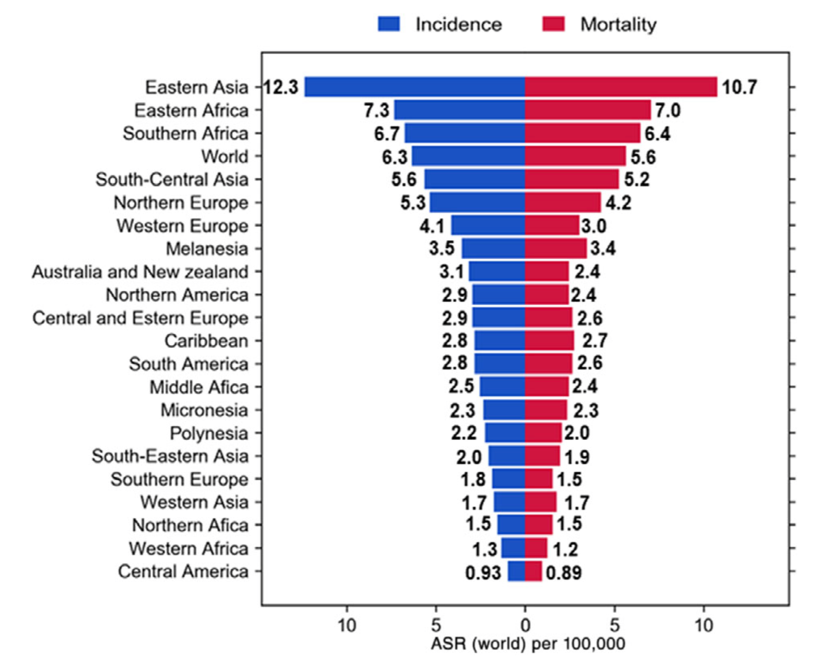 Incidence Mortality
Eastern Asia 12.3 10.7
Eastern Africa 7.3 7.0
Southern Africa 6.7 6.4
World 6.3 5.6
South-Central Asia 5.6 5.2
Northern Europe 5.3 4.2
Western Europe 4.1 3.0
Melanesia 3.5 3.4
Australia and New zealand 3.1 2.4
Northern America 2.9 2.4
Central and Estern Europe 2.9 2.6
Caribbean 2.8 2.7
South America 2.8 2.6
Middle Afica 2.5 2.4
Micronesia 2.3 2.3
Polynesia 2.2 2.0
South-Eastern Asia 2.0 1.9
Southern Europe 1.8 1.5
Western Asia 1.7 1.7
Northern Afica 1.5 1.5
Western Africa 1.3 1.2
Central America 0.93 0.89
10 5 0 5 10
ASR (world) per 100,000